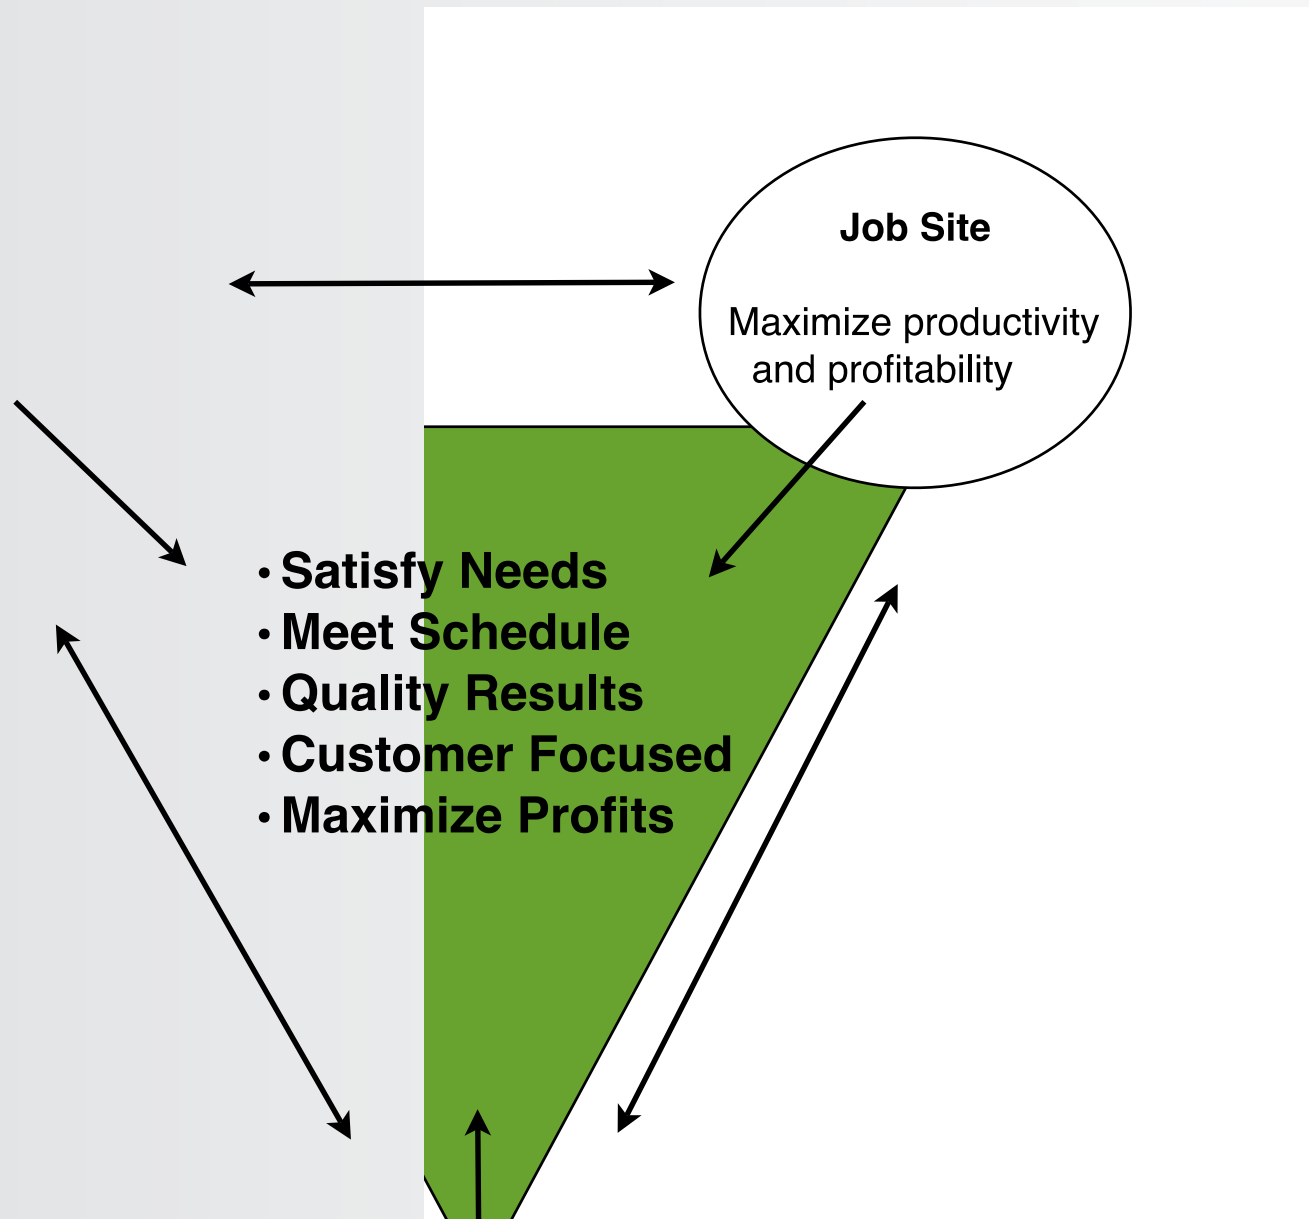 Job Site
Maximize productivity
and profitability
• Satisfy Needs
• Meet Schedule
• Quality Results
• Customer Focused
• Maximize Profits